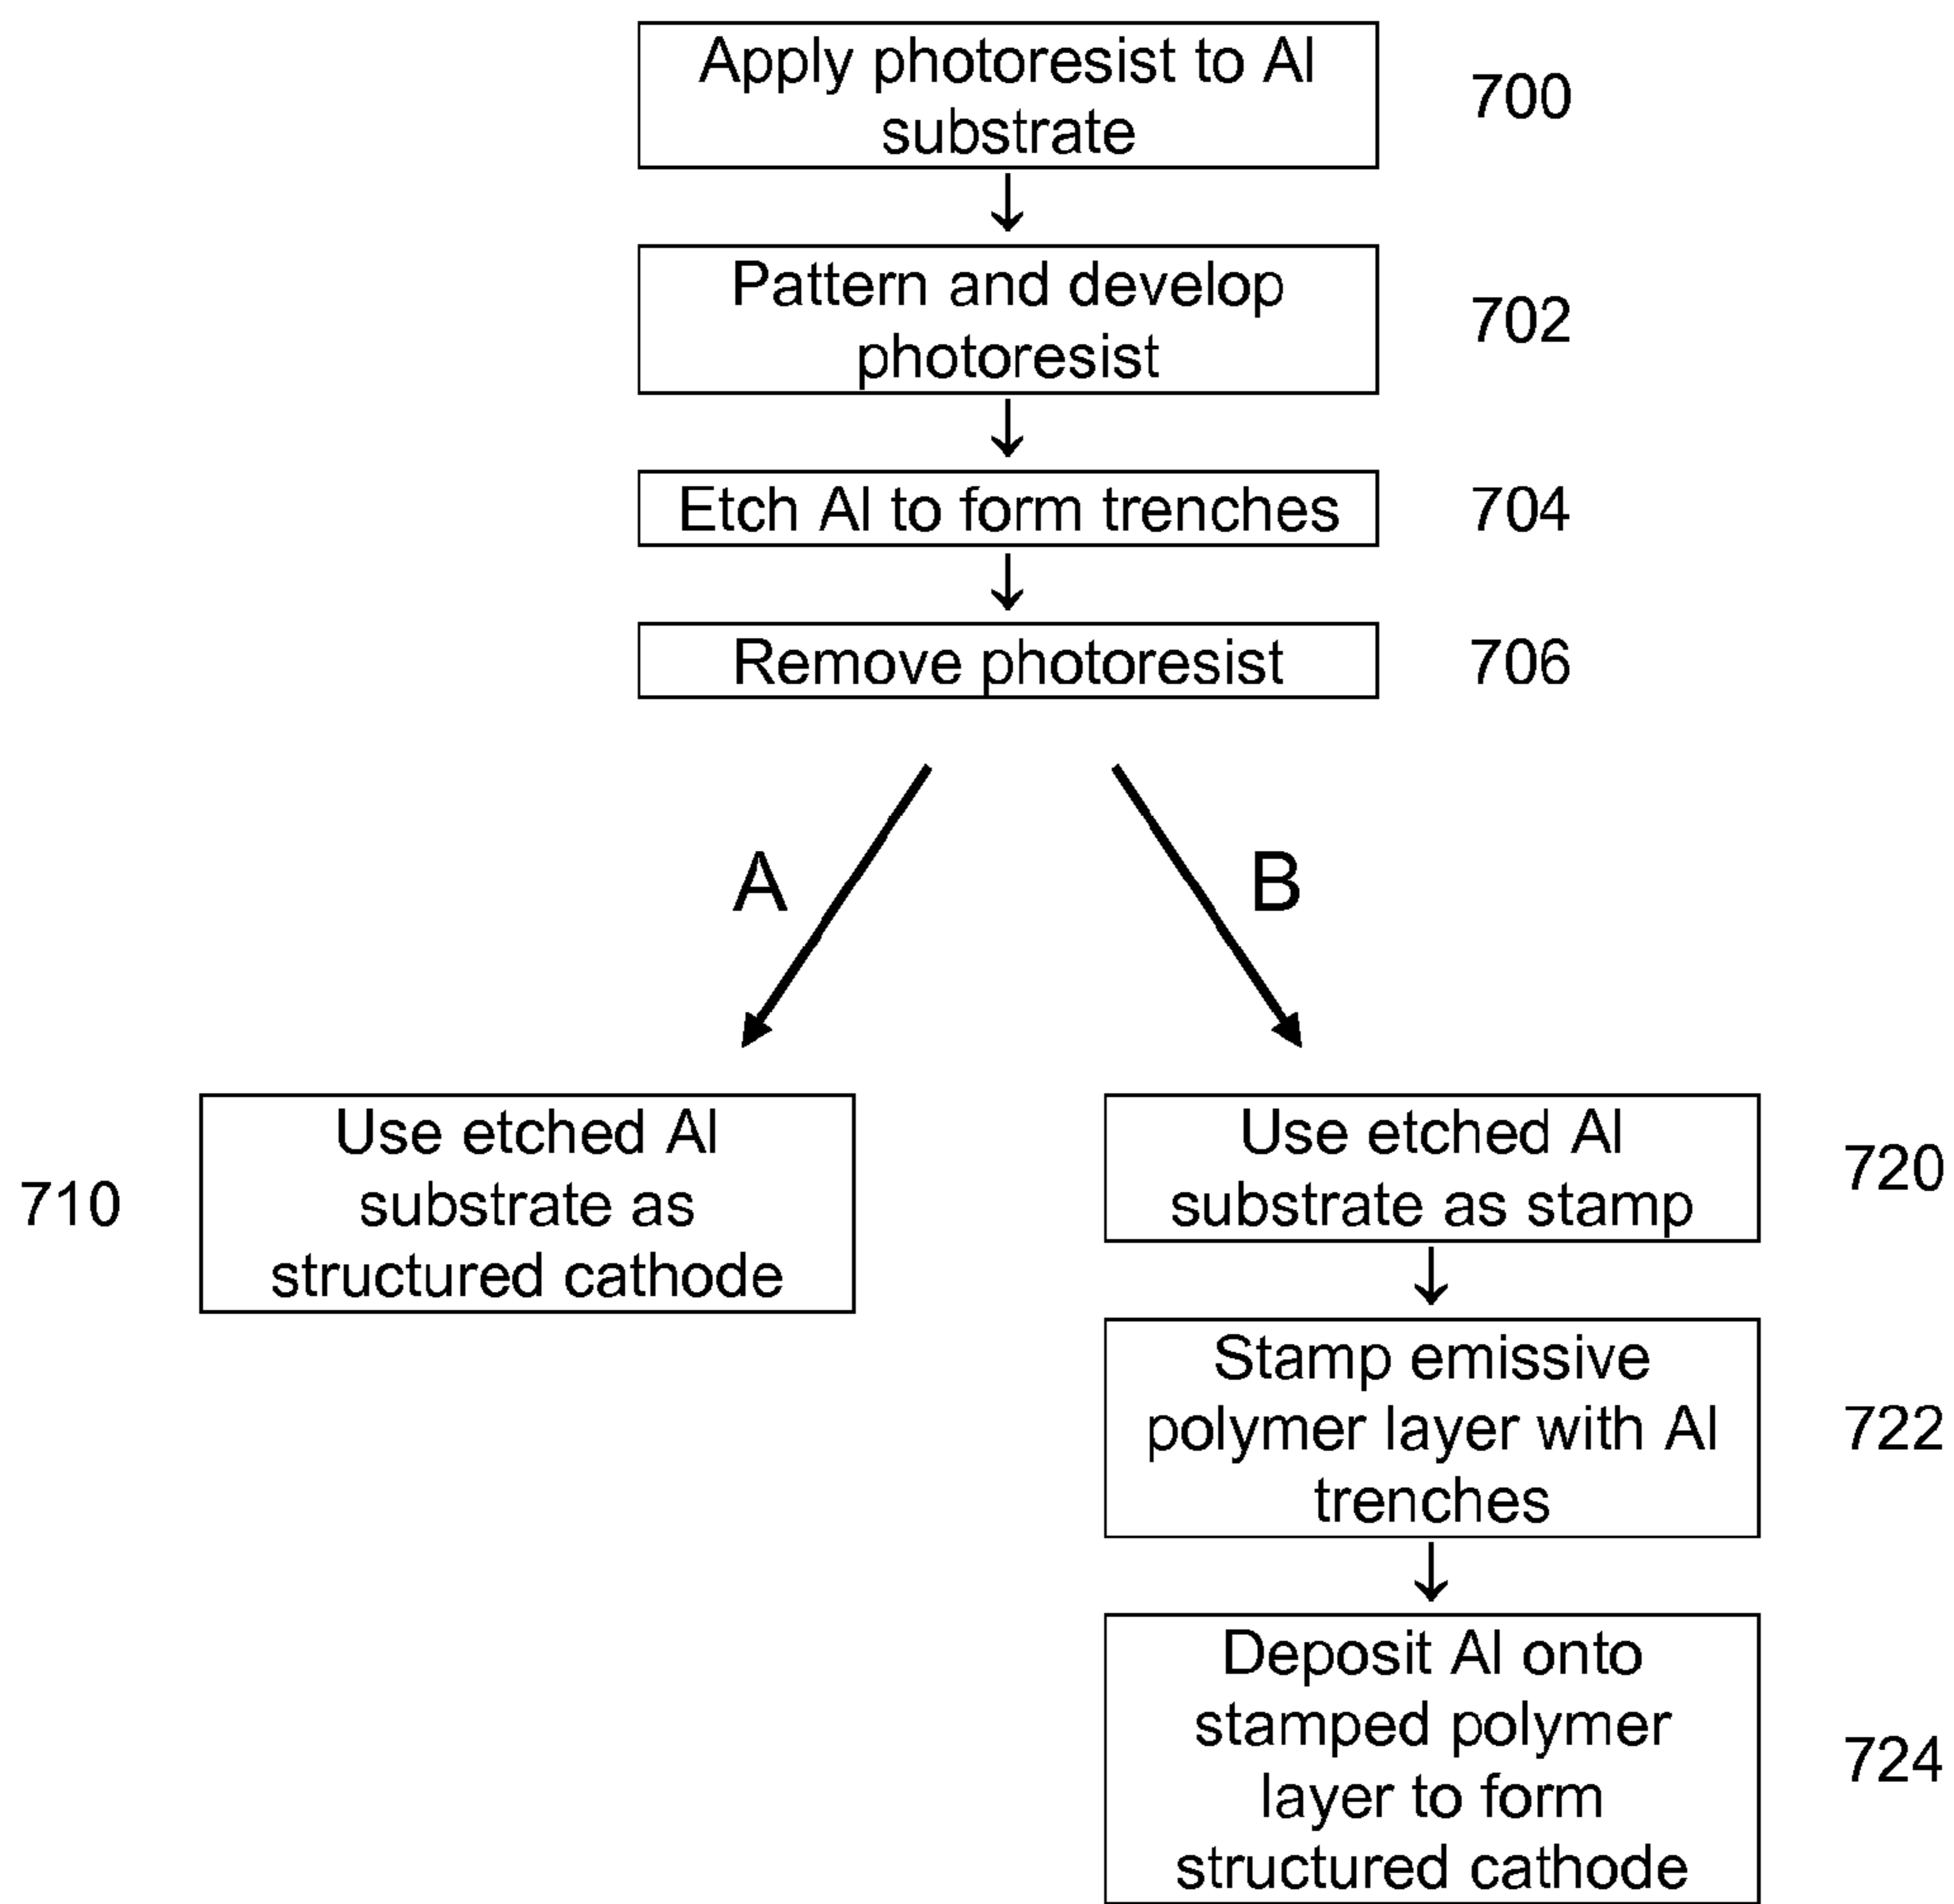 Apply photoresist to Al
substrate
700
Pattern and develop
photoresist
702
Etch Al to form trenches
704
Remove photoresist
706
A
B
710
Use etched Al
substrate as
structured cathode
Use etched Al
substrate as stamp
720
Stamp emissive
polymer layer with Al
trenches
722
Deposit Al onto
stamped polymer
layer to form
structured cathode
724